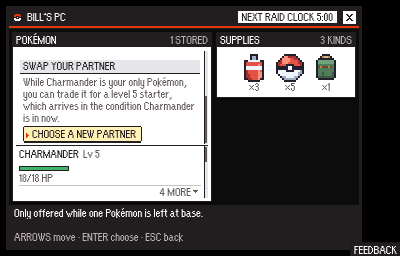 BILL'S PC
NEXT RAID CLOCK 5:00 X
POKÉMON 1 STORED
SWAP YOUR PARTNER
While Charmander is your only Pokémon,
you can trade it for a level 5 starter,
which arrives in the condition Charmander
is in now.
CHOOSE A NEW PARTNER
CHARMANDER Lv 5
18/18 HP
4 MORE
SUPPLIES 3 KINDS
×3 ×5 ×1
Only offered while one Pokémon is left at base.
ARROWS move · ENTER choose · ESC back
FEEDBACK